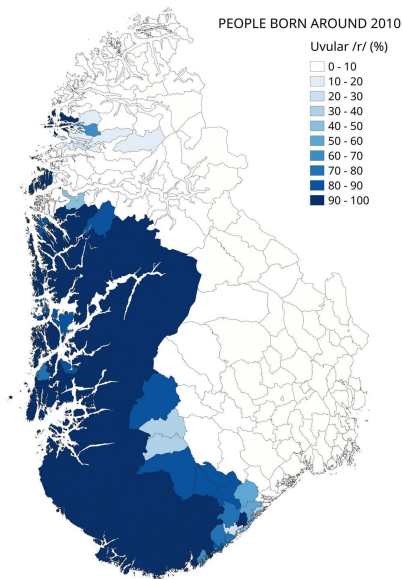 PEOPLE BORN AROUND 2010
Uvular /r/ (%)
0 - 10
10 - 20
20 - 30
30 - 40
40 - 50
50 - 60
60 - 70
70 - 80
80 - 90
90 - 100